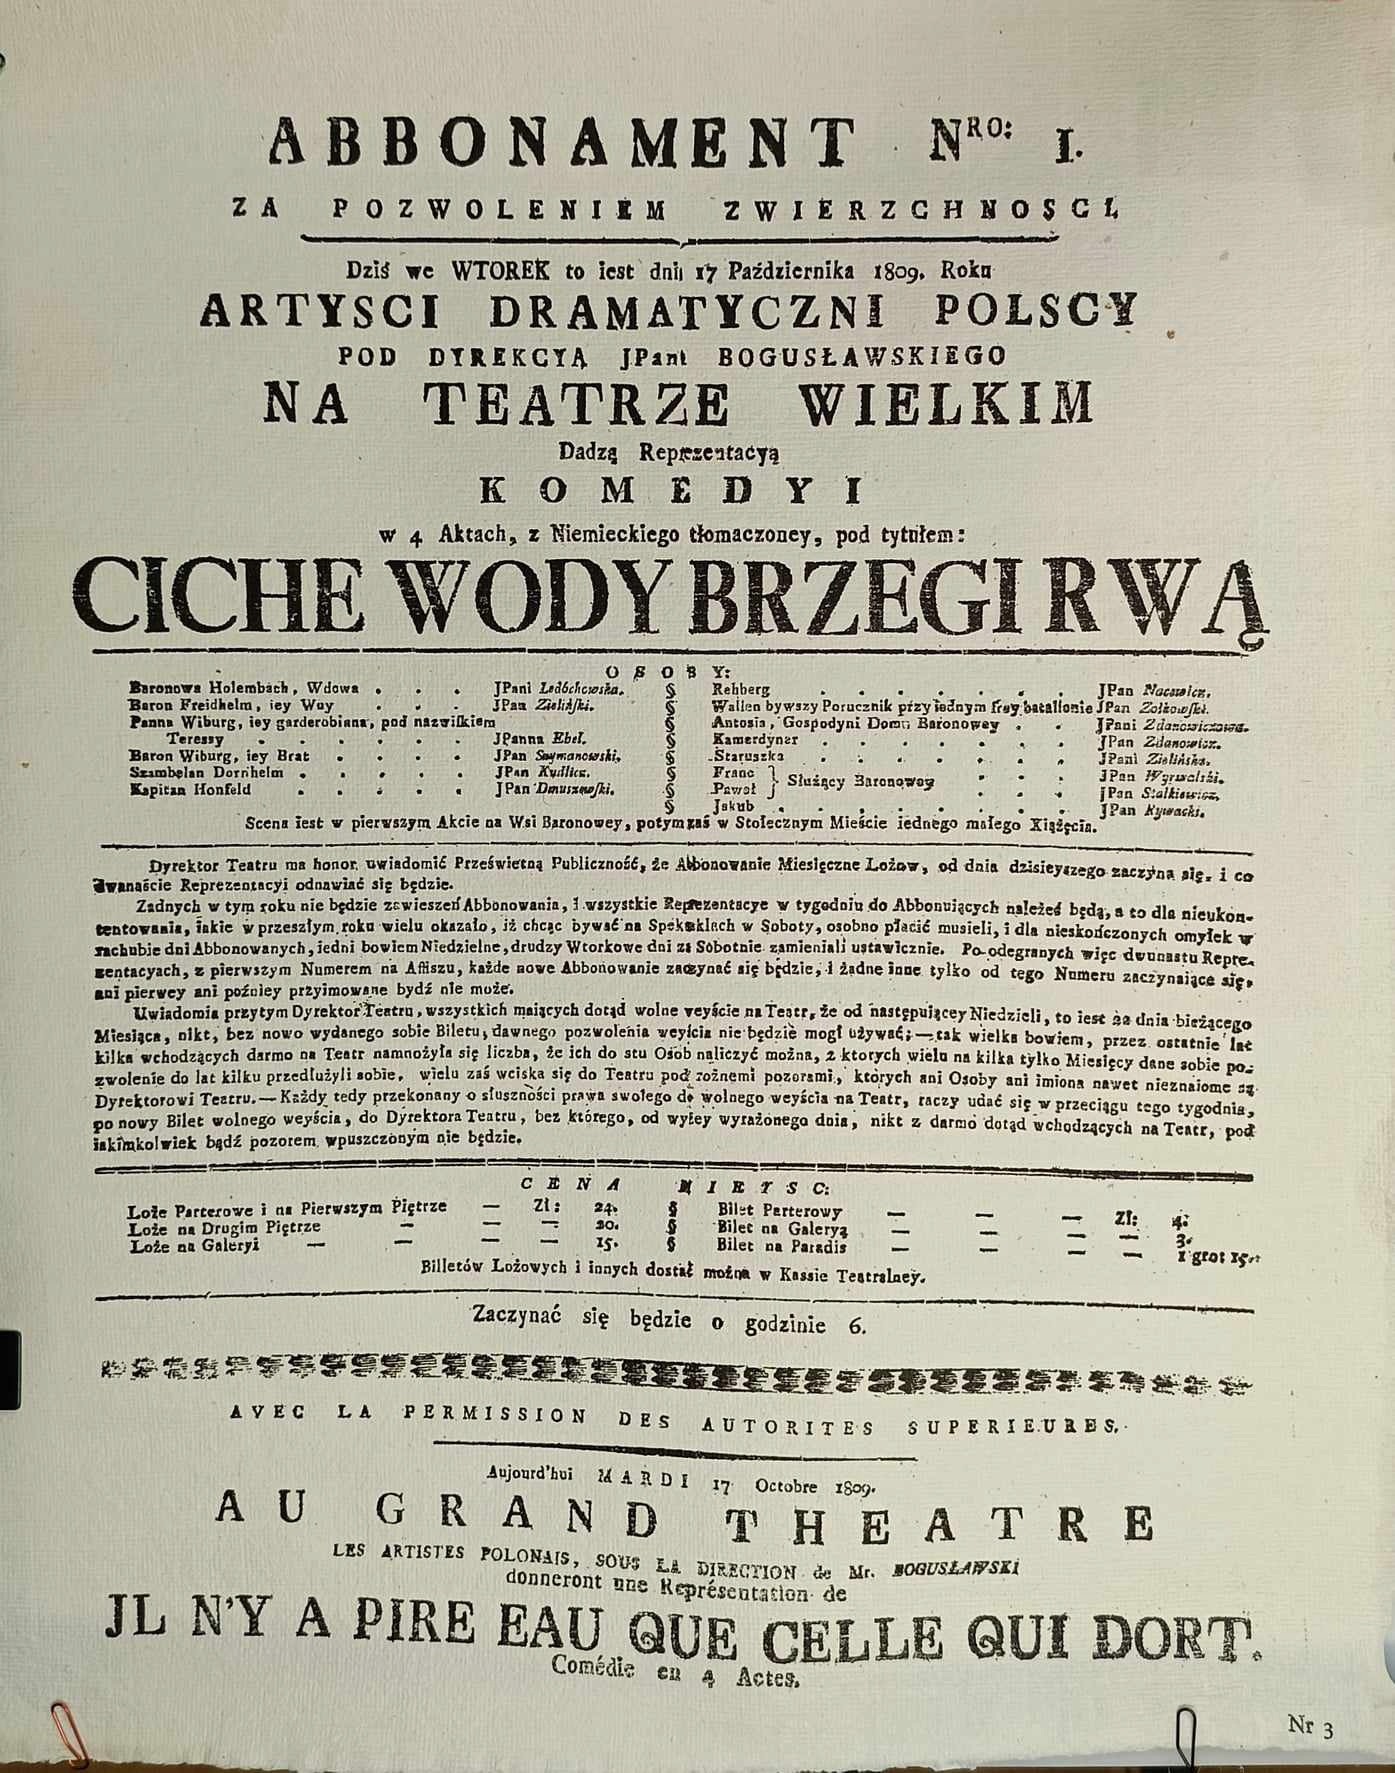 ABBONAMENT NRO: I.
ZA POZWOLENIEM ZWIERZCHNOSCI,
Dziś we WTOREK to iest dnia 17 Października 1809. Roku
ARTYSCI DRAMATYCZNI POLSCY
POD DYREKCYĄ JPana BOGUSŁAWSKIEGO
NA TEATRZE WIELKIM
Dadzą Reprezentacyą
KOMEDYI
w 4 Aktach, z Niemieckiego tłomaczoney, pod tytułem:
CICHE WODY BRZEGI RWĄ
OSOBY:
Baronowa Holembach, Wdowa . . . JPani Ledóchowska. § Rehberg . . . . . . . JPan Nacewicz.
Baron Freidhelm, iey Wuy . . . JPan Zieliński. § Wallen bywszy Porucznik przy iednym frey batallonie JPan Zołkowski.
Panna Wiburg, iey garderobiana, pod nazwiskiem § Antosia, Gospodyni Domu Baronowey . . JPani Zdanowiczowa.
Teressy . . . . . JPanna Ebel. § Kamerdyner . . . . . . . JPan Zdanowicz.
Baron Wiburg, iey Brat . . . . JPan Szymanowski. § Staruszka . . . . . . . JPani Zielińska.
Szambelan Dornhelm . . . . . JPan Kudlicz. § Franc } Służący Baronowey . . . JPan Wyrwalski.
Kapitan Honfeld . . . . . JPan Dmuszewski. § Paweł } . . . JPan Stalkiewicz.
§ Jakub . . . . . . . JPan Rywacki.
Scena iest w pierwszym Akcie na Wsi Baronowey, potym zaś w Stołecznym Mieście iednego małego Xiążęcia.
Dyrektor Teatru ma honor uwiadomić Prześwietną Publiczność, że Abbonowanie Miesięczne Lożow, od dnia dzisieyszego zaczyna się, i co
dwanaście Reprezentacyi odnawiać się będzie.
Zadnych w tym roku nie będzie zawieszeń Abbonowania, i wszystkie Reprezentacye w tygodniu do Abbonuiących należeć będą, a to dla nieukon-
tentowania, iakie w przeszłym roku wielu okazało, iż chcąc bywać na Spektaklach w Soboty, osobno płacić musieli, i dla nieskończonych omyłek w
rachubie dni Abbonowanych, iedni bowiem Niedzielne, drudzy Wtorkowe dni za Sobotnie zamieniali ustawicznie. Po odegranych więc dwunastu Repre-
zentacyach, z pierwszym Numerem na Affiszu, każde nowe Abbonowanie zaczynać się będzie, i żadne inne tylko od tego Numeru zaczynaiące się,
ani pierwey ani poźniey przyimowane bydź nie może.
Uwiadomia przytym Dyrektor Teatru, wszystkich maiących dotąd wolne weyście na Teatr, że od następuiącey Niedzieli, to iest 22 dnia bieżącego
Miesiąca, nikt, bez nowo wydanego sobie Biletu, dawnego pozwolenia weyścia nie będzie mogł używać; — tak wielka bowiem, przez ostatnie lat
kilka wchodzących darmo na Teatr namnożyła się liczba, że ich do stu Osób naliczyć można, z ktorych wielu na kilka tylko Miesięcy dane sobie po-
zwolenie do lat kilku przedłużyli sobie, wielu zaś wciska się do Teatru pod rożnemi pozorami, których ani Osoby ani imiona nawet nieznaiome są
Dyrektorowi Teatru. — Każdy tedy przekonany o słuszności prawa swoiego do wolnego weyścia na Teatr, raczy udać się w przeciągu tego tygodnia,
po nowy Bilet wolnego weyścia, do Dyrektora Teatru, bez którego, od wyżey wyrażonego dnia, nikt z darmo dotąd wchodzących na Teatr, pod
iakimkolwiek bądź pozorem wpuszczonym nie będzie.
CENA MIEYSC:
Loże Parterowe i na Pierwszym Piętrze — Zł: 24. § Bilet Parterowy — — — Zł: 4.
Loże na Drugim Piętrze — — — 20. § Bilet na Galeryą — — — — 3.
Loże na Galeryi — — — — 15. § Bilet na Paradis — — — — 1 grot 15.
Billetów Lożowych i innych dostać można w Kassie Teatralney.
Zaczynać się będzie o godzinie 6.
AVEC LA PERMISSION DES AUTORITES SUPERIEURES.
Aujourd'hui MARDI 17 Octobre 1809.
AU GRAND THEATRE
LES ARTISTES POLONAIS, SOUS LA DIRECTION de Mr. BOGUSŁAWSKI
donneront une Représentation de
JL N'Y A PIRE EAU QUE CELLE QUI DORT.
Comédie en 4 Actes.
Nr 3